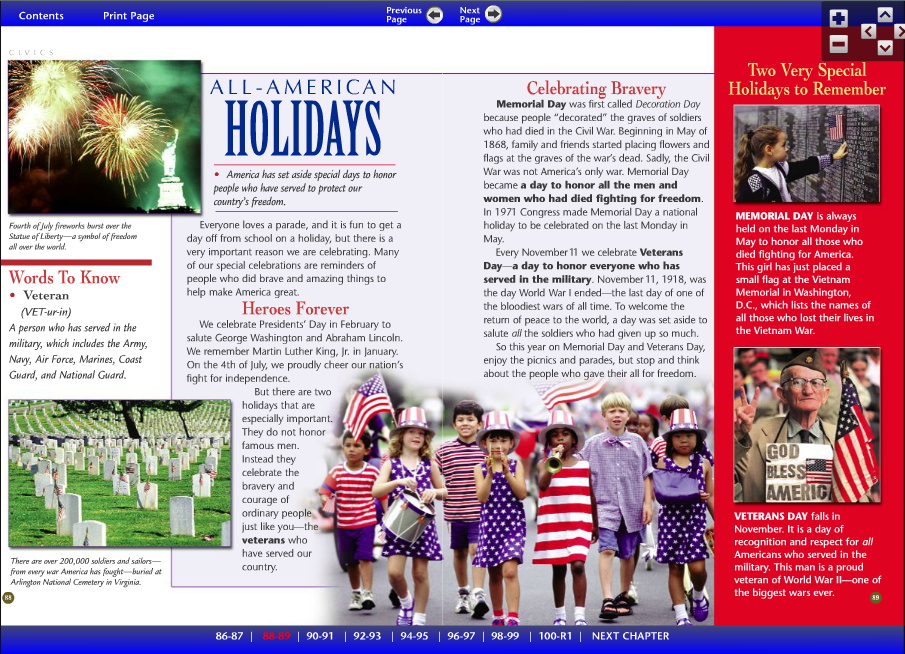 Contents
Print Page
Previous
Page
Next
Page
CIVICS
Fourth of July fireworks burst over the
Statue of Liberty—a symbol of freedom
all over the world.
Words To Know
• Veteran
(VET-ur-in)
A person who has served in the
military, which includes the Army,
Navy, Air Force, Marines, Coast
Guard, and National Guard.
There are over 200,000 soldiers and sailors—
from every war America has fought—buried at
Arlington National Cemetery in Virginia.
88
ALL-AMERICAN
HOLIDAYS
• America has set aside special days to honor
people who have served to protect our
country's freedom.
Everyone loves a parade, and it is fun to get a
day off from school on a holiday, but there is a
very important reason we are celebrating. Many
of our special celebrations are reminders of
people who did brave and amazing things to
help make America great.
Heroes Forever
We celebrate Presidents' Day in February to
salute George Washington and Abraham Lincoln.
We remember Martin Luther King, Jr. in January.
On the 4th of July, we proudly cheer our nation's
fight for independence.
But there are two
holidays that are
especially important.
They do not honor
famous men.
Instead they
celebrate the
bravery and
courage of
ordinary people
just like you—the
veterans who
have served our
country.
Celebrating Bravery
Memorial Day was first called Decoration Day
because people “decorated” the graves of soldiers
who had died in the Civil War. Beginning in May of
1868, family and friends started placing flowers and
flags at the graves of the war's dead. Sadly, the Civil
War was not America's only war. Memorial Day
became a day to honor all the men and
women who had died fighting for freedom.
In 1971 Congress made Memorial Day a national
holiday to be celebrated on the last Monday in
May.
Every November 11 we celebrate Veterans
Day—a day to honor everyone who has
served in the military. November 11, 1918, was
the day World War I ended—the last day of one of
the bloodiest wars of all time. To welcome the
return of peace to the world, a day was set aside to
salute all the soldiers who had given up so much.
So this year on Memorial Day and Veterans Day,
enjoy the picnics and parades, but stop and think
about the people who gave their all for freedom.
Two Very Special
Holidays to Remember
MEMORIAL DAY is always
held on the last Monday in
May to honor all those who
died fighting for America.
This girl has just placed a
small flag at the Vietnam
Memorial in Washington,
D.C., which lists the names of
all those who lost their lives in
the Vietnam War.
GOD
BLESS
AMERICA
VETERANS DAY falls in
November. It is a day of
recognition and respect for all
Americans who served in the
military. This man is a proud
veteran of World War II—one of
the biggest wars ever.
89
86-87 | 88-89 | 90-91 | 92-93 | 94-95 | 96-97 | 98-99 | 100-R1 | NEXT CHAPTER